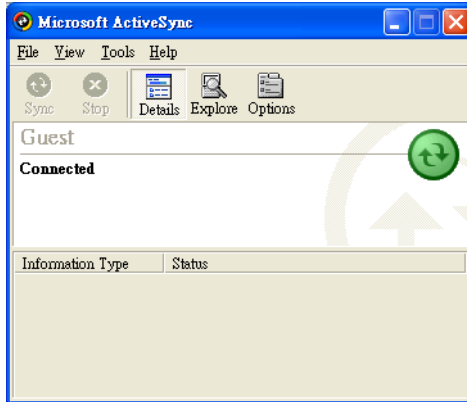 Microsoft ActiveSync
File View Tools Help
Sync Stop Details Explore Options
Guest
Connected
Information Type Status